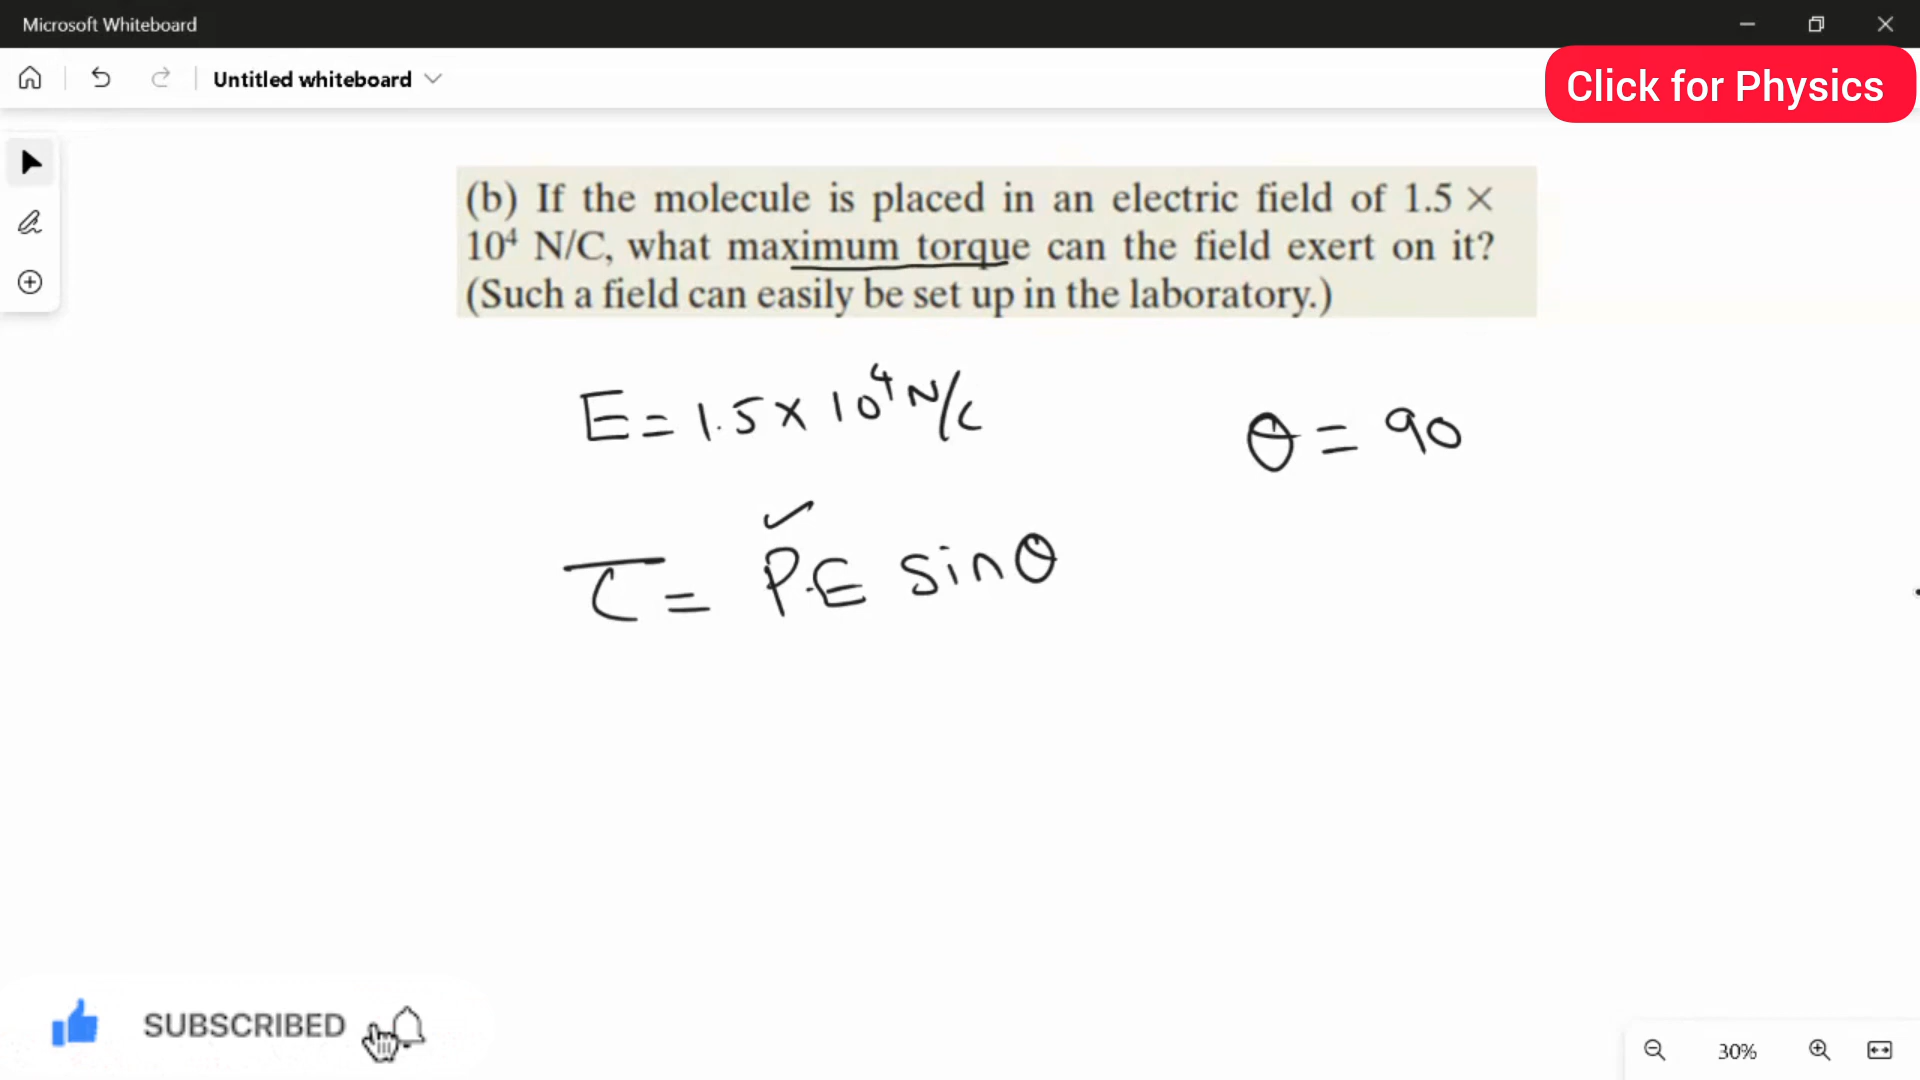 Microsoft Whiteboard
Untitled whiteboard
Click for Physics
(b) If the molecule is placed in an electric field of 1.5 ×
10⁴ N/C, what maximum torque can the field exert on it?
(Such a field can easily be set up in the laboratory.)
E = 1.5 × 10⁴ N/C
θ = 90
τ = P.E sinθ
SUBSCRIBED
30%